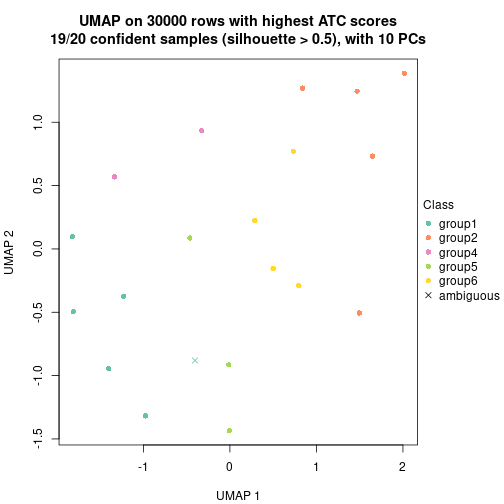 UMAP on 30000 rows with highest ATC scores
19/20 confident samples (silhouette > 0.5), with 10 PCs
UMAP 2
1.0
0.5
0.0
-0.5
-1.0
-1.5
-1
0
1
2
UMAP 1
Class
group1
group2
group4
group5
group6
ambiguous